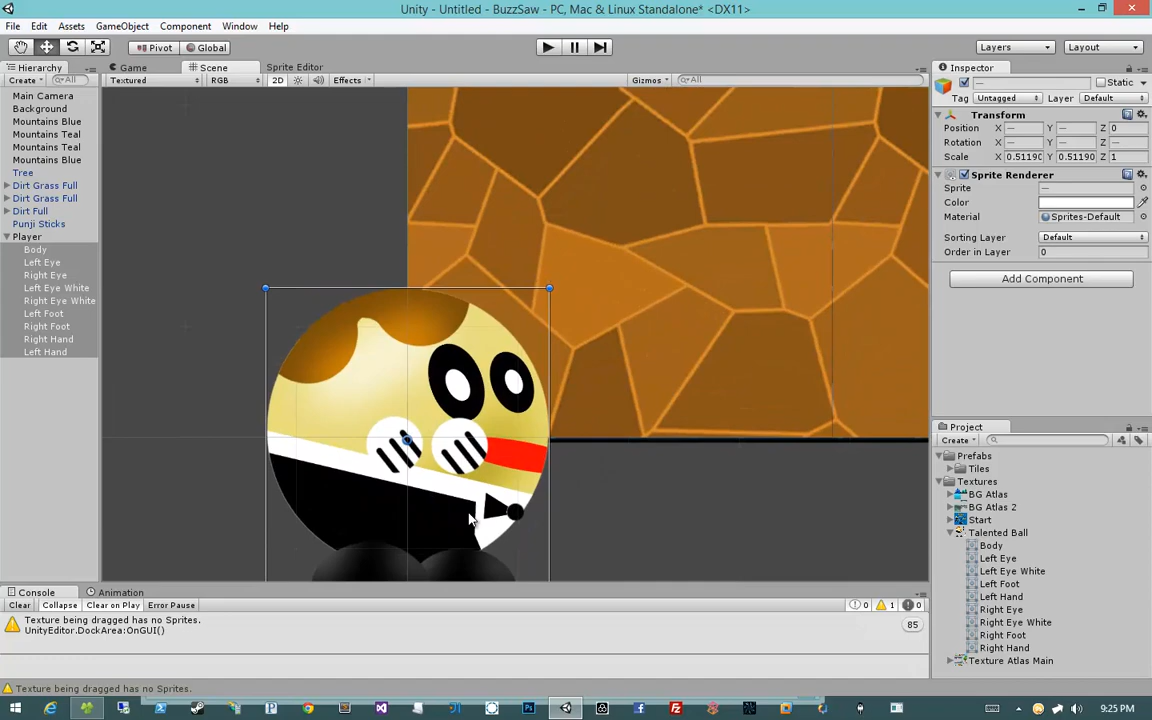 Unity - Untitled - BuzzSaw - PC, Mac & Linux Standalone* <DX11>
File Edit Assets GameObject Component Window Help
Pivot Global Layers Layout
Hierarchy Game Scene Sprite Editor Inspector
Create All Textured RGB 2D Effects Gizmos All Static
Tag Untagged Layer Default
Main Camera
Background
Mountains Blue
Mountains Teal
Mountains Teal
Mountains Blue
Tree
Dirt Grass Full
Dirt Grass Full
Dirt Full
Punji Sticks
Player
Body
Left Eye
Right Eye
Left Eye White
Right Eye White
Left Foot
Right Foot
Right Hand
Left Hand
Transform
Position X — Y — Z 0
Rotation X — Y — Z —
Scale X 0.5119 Y 0.5119 Z 1
Sprite Renderer
Sprite —
Color
Material Sprites-Default
Sorting Layer Default
Order in Layer 0
Add Component
Project
Create
Prefabs
Tiles
Textures
BG Atlas
BG Atlas 2
Start
Talented Ball
Body
Left Eye
Left Eye White
Left Foot
Left Hand
Right Eye
Right Eye White
Right Foot
Right Hand
Texture Atlas Main
Console Animation
Clear Collapse Clear on Play Error Pause 0 1 0
Texture being dragged has no Sprites.
UnityEditor.DockArea:OnGUI()
85
Texture being dragged has no Sprites.
9:25 PM